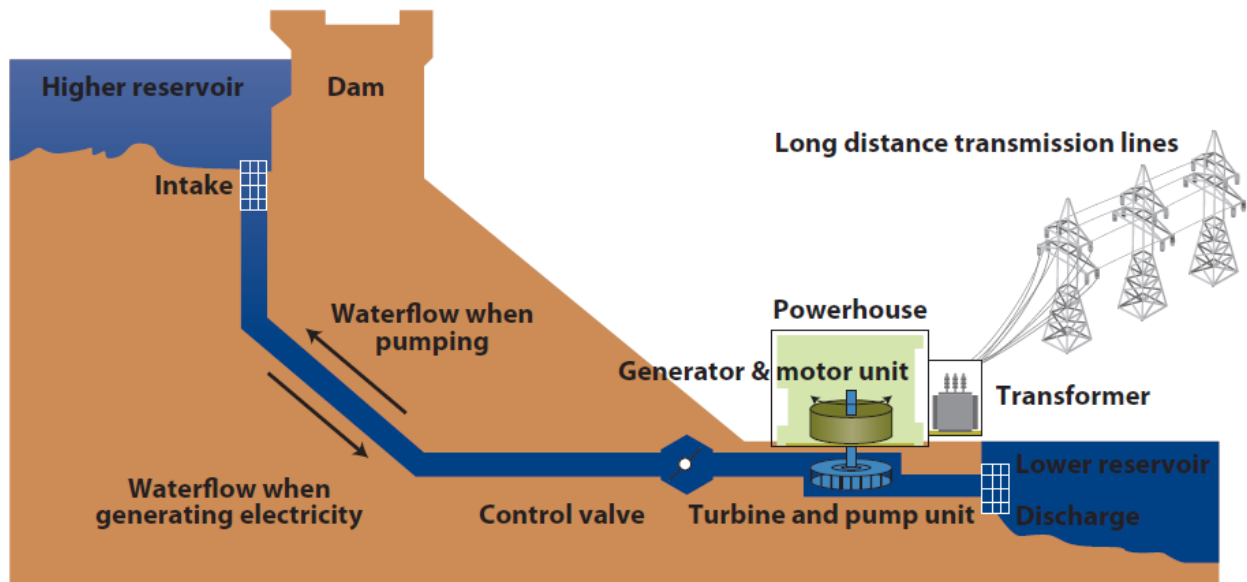 Higher reservoir
Dam
Long distance transmission lines
Intake
Waterflow when
pumping
Powerhouse
Generator & motor unit
Transformer
Waterflow when
generating electricity
Control valve
Turbine and pump unit
Lower reservoir
Discharge